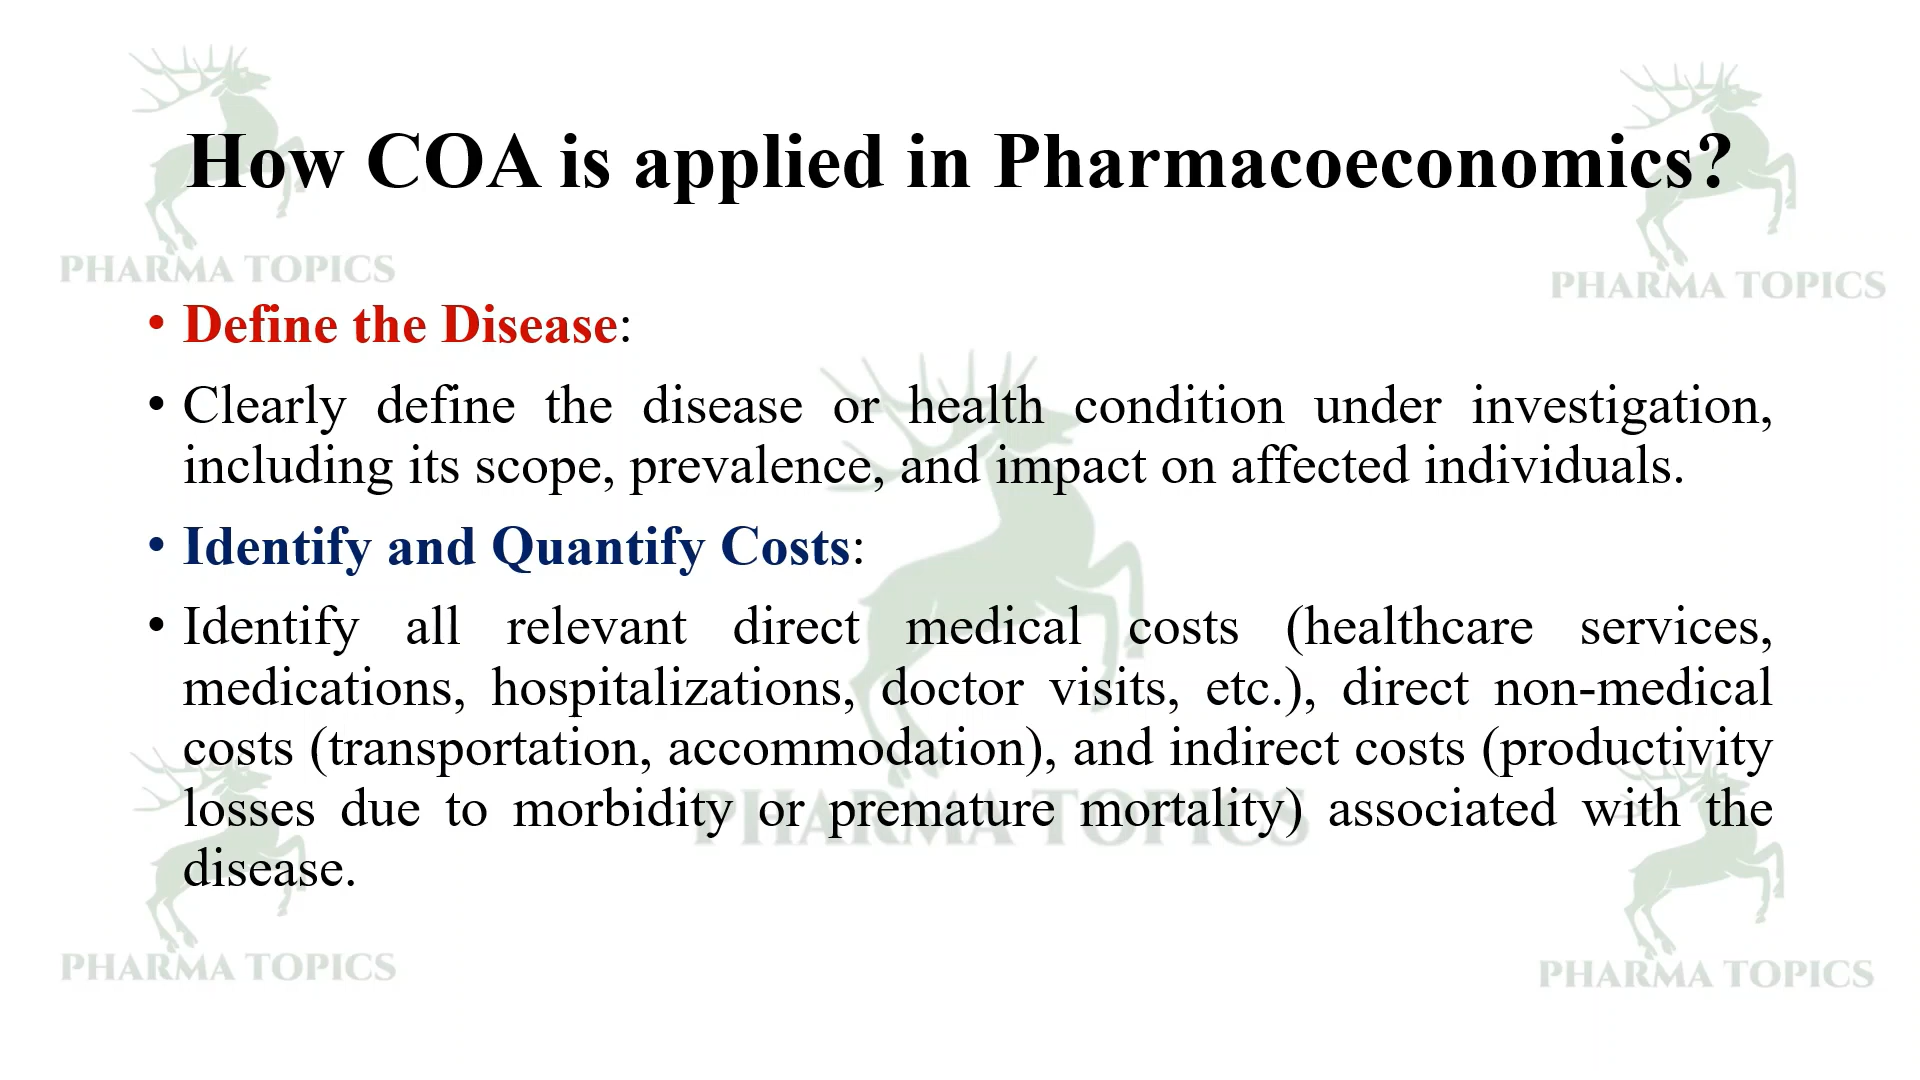 PHARMA TOPICS
PHARMA TOPICS
How COA is applied in Pharmacoeconomics?
• Define the Disease:
• Clearly define the disease or health condition under investigation,
including its scope, prevalence, and impact on affected individuals.
• Identify and Quantify Costs:
• Identify all relevant direct medical costs (healthcare services,
medications, hospitalizations, doctor visits, etc.), direct non-medical
costs (transportation, accommodation), and indirect costs (productivity
losses due to morbidity or premature mortality) associated with the
disease.
PHARMA TOPICS
PHARMA TOPICS
PHARMA TOPICS